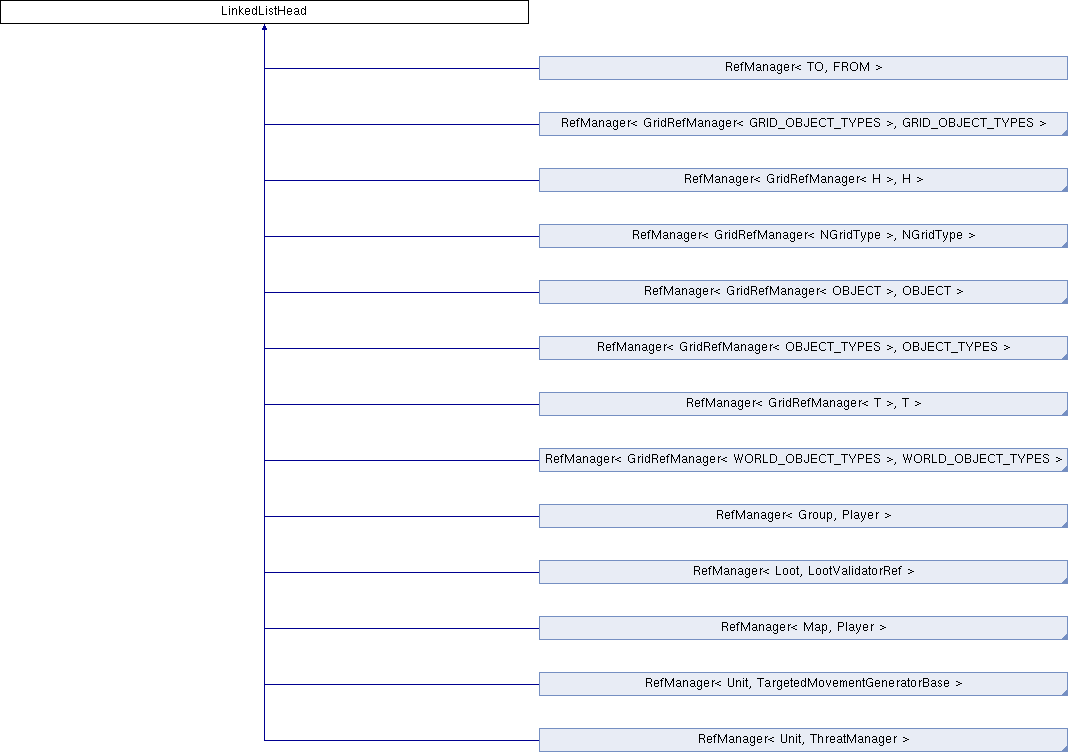 LinkedListHead
RefManager< TO, FROM >
RefManager< GridRefManager< GRID_OBJECT_TYPES >, GRID_OBJECT_TYPES >
RefManager< GridRefManager< H >, H >
RefManager< GridRefManager< NGridType >, NGridType >
RefManager< GridRefManager< OBJECT >, OBJECT >
RefManager< GridRefManager< OBJECT_TYPES >, OBJECT_TYPES >
RefManager< GridRefManager< T >, T >
RefManager< GridRefManager< WORLD_OBJECT_TYPES >, WORLD_OBJECT_TYPES >
RefManager< Group, Player >
RefManager< Loot, LootValidatorRef >
RefManager< Map, Player >
RefManager< Unit, TargetedMovementGeneratorBase >
RefManager< Unit, ThreatManager >